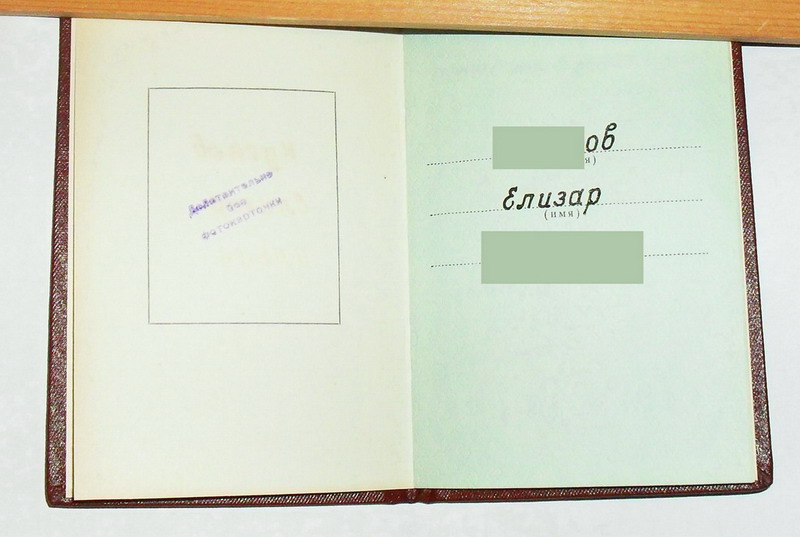 Действительно
без
фотокарточки
ов
ы)
Елизар
(имя)